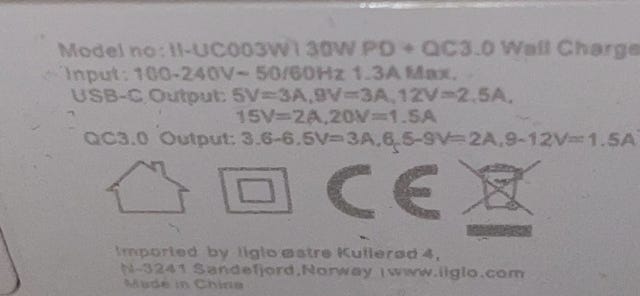 Model no: II-UC003W| 30W PD + QC3.0 Wall Charge
Input: 100-240V~ 50/60Hz 1.3A Max.
USB-C Output: 5V=3A,9V=3A,12V=2.5A,
15V=2A,20V=1.5A
QC3.0 Output: 3.6-6.5V=3A,6.5-9V=2A,9-12V=1.5A
CE
Imported by Iiglo østre Kullerød 4,
N-3241 Sandefjord,Norway | www.iiglo.com
Made in China